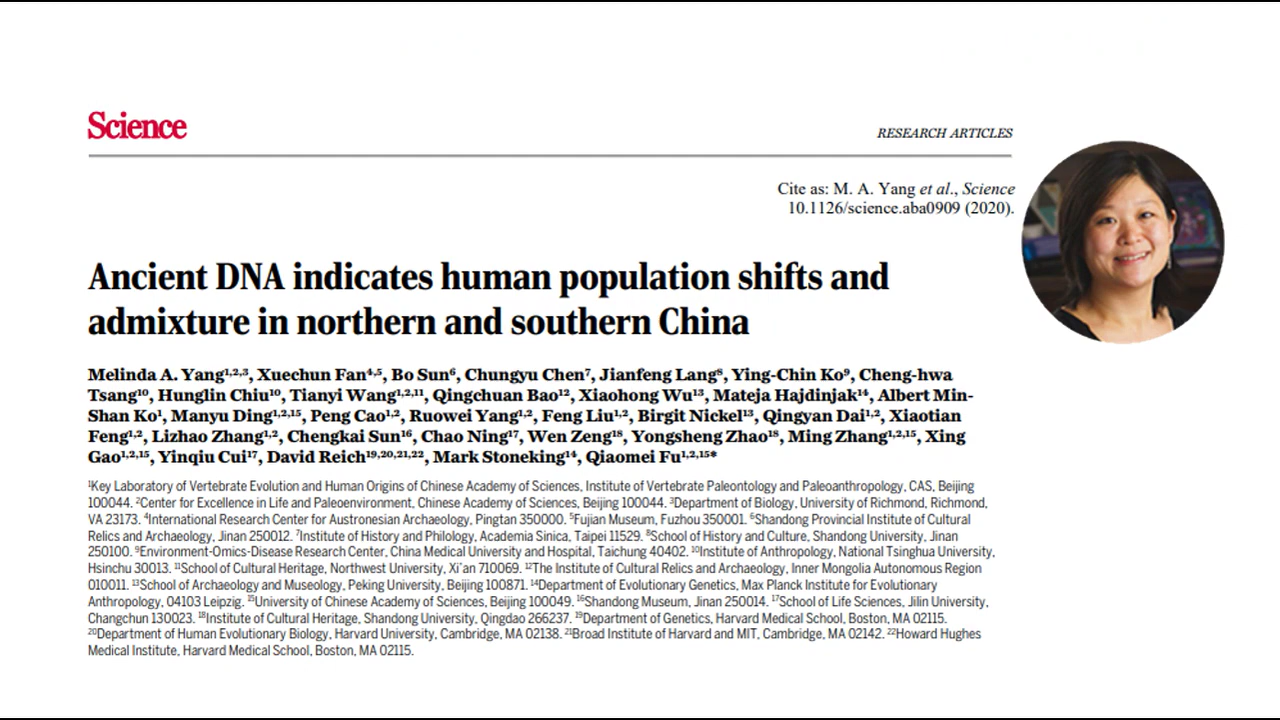 Science
RESEARCH ARTICLES
Cite as: M. A. Yang et al., Science
10.1126/science.aba0909 (2020).
Ancient DNA indicates human population shifts and
admixture in northern and southern China
Melinda A. Yang¹,²,³, Xuechun Fan⁴,⁵, Bo Sun⁶, Chungyu Chen⁷, Jianfeng Lang⁸, Ying-Chin Ko⁹, Cheng-hwa
Tsang¹⁰, Hunglin Chiu¹⁰, Tianyi Wang¹,²,¹¹, Qingchuan Bao¹², Xiaohong Wu¹³, Mateja Hajdinjak¹⁴, Albert Min-
Shan Ko¹, Manyu Ding¹,²,¹⁵, Peng Cao¹,², Ruowei Yang¹,², Feng Liu¹,², Birgit Nickel¹³, Qingyan Dai¹,², Xiaotian
Feng¹,², Lizhao Zhang¹,², Chengkai Sun¹⁶, Chao Ning¹⁷, Wen Zeng¹⁸, Yongsheng Zhao¹⁸, Ming Zhang¹,²,¹⁵, Xing
Gao¹,²,¹⁵, Yinqiu Cui¹⁷, David Reich¹⁹,²⁰,²¹,²², Mark Stoneking¹⁴, Qiaomei Fu¹,²,¹⁵*
¹Key Laboratory of Vertebrate Evolution and Human Origins of Chinese Academy of Sciences, Institute of Vertebrate Paleontology and Paleoanthropology, CAS, Beijing
100044. ²Center for Excellence in Life and Paleoenvironment, Chinese Academy of Sciences, Beijing 100044. ³Department of Biology, University of Richmond, Richmond,
VA 23173. ⁴International Research Center for Austronesian Archaeology, Pingtan 350000. ⁵Fujian Museum, Fuzhou 350001. ⁶Shandong Provincial Institute of Cultural
Relics and Archaeology, Jinan 250012. ⁷Institute of History and Philology, Academia Sinica, Taipei 11529. ⁸School of History and Culture, Shandong University, Jinan
250100. ⁹Environment-Omics-Disease Research Center, China Medical University and Hospital, Taichung 40402. ¹⁰Institute of Anthropology, National Tsinghua University,
Hsinchu 30013. ¹¹School of Cultural Heritage, Northwest University, Xi'an 710069. ¹²The Institute of Cultural Relics and Archaeology, Inner Mongolia Autonomous Region
010011. ¹³School of Archaeology and Museology, Peking University, Beijing 100871. ¹⁴Department of Evolutionary Genetics, Max Planck Institute for Evolutionary
Anthropology, 04103 Leipzig. ¹⁵University of Chinese Academy of Sciences, Beijing 100049. ¹⁶Shandong Museum, Jinan 250014. ¹⁷School of Life Sciences, Jilin University,
Changchun 130023. ¹⁸Institute of Cultural Heritage, Shandong University, Qingdao 266237. ¹⁹Department of Genetics, Harvard Medical School, Boston, MA 02115.
²⁰Department of Human Evolutionary Biology, Harvard University, Cambridge, MA 02138. ²¹Broad Institute of Harvard and MIT, Cambridge, MA 02142. ²²Howard Hughes
Medical Institute, Harvard Medical School, Boston, MA 02115.